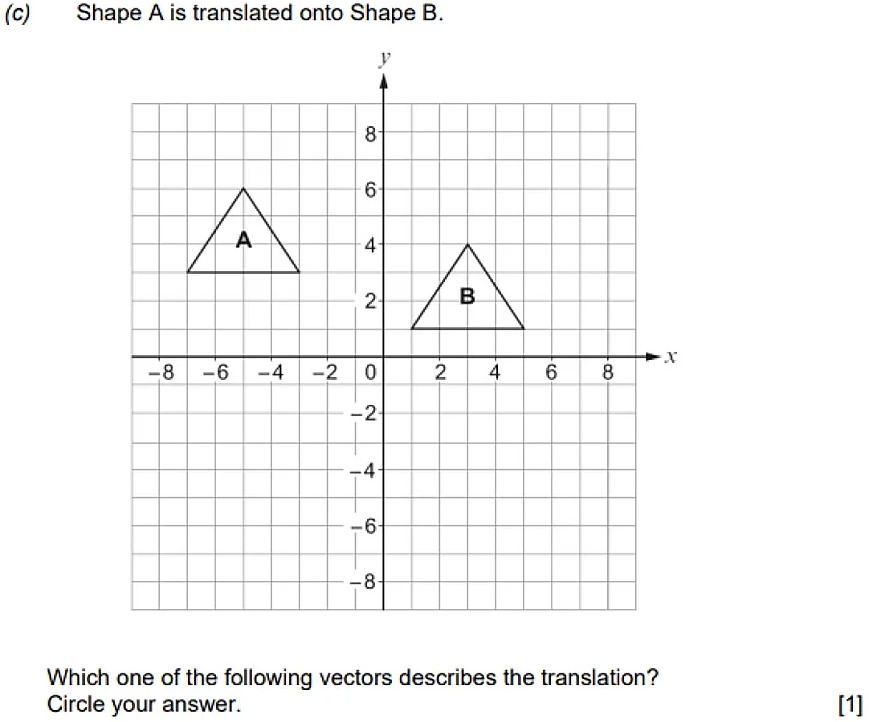 (c) Shape A is translated onto Shape B.
y
8
6
A
4
B
2
x
−8 −6 −4 −2 0 2 4 6 8
−2
−4
−6
−8
Which one of the following vectors describes the translation?
Circle your answer. [1]